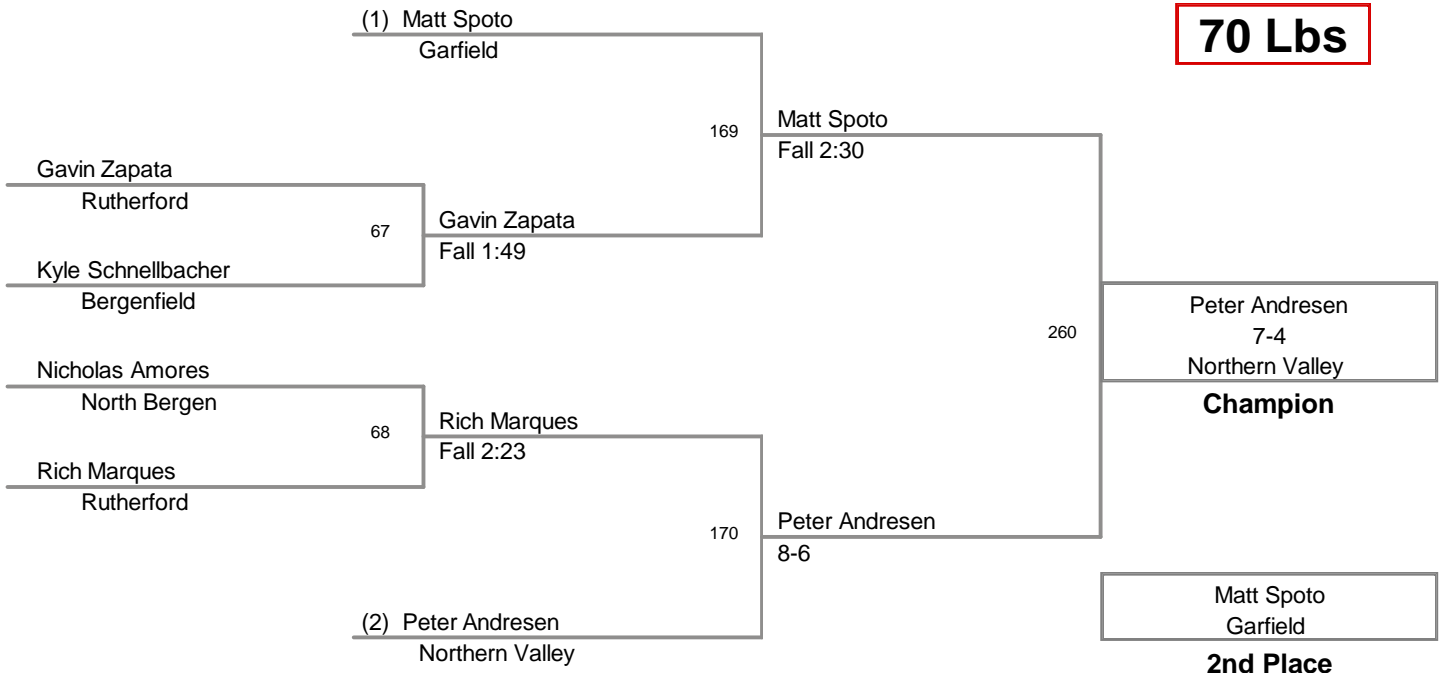 (1) Matt Spoto
Garfield
70 Lbs
169
Matt Spoto
Fall 2:30
Gavin Zapata
Rutherford
67
Gavin Zapata
Fall 1:49
Kyle Schnellbacher
Bergenfield
260
Peter Andresen
7-4
Northern Valley
Champion
Nicholas Amores
North Bergen
68
Rich Marques
Fall 2:23
Rich Marques
Rutherford
170
Peter Andresen
8-6
(2) Peter Andresen
Northern Valley
Matt Spoto
Garfield
2nd Place